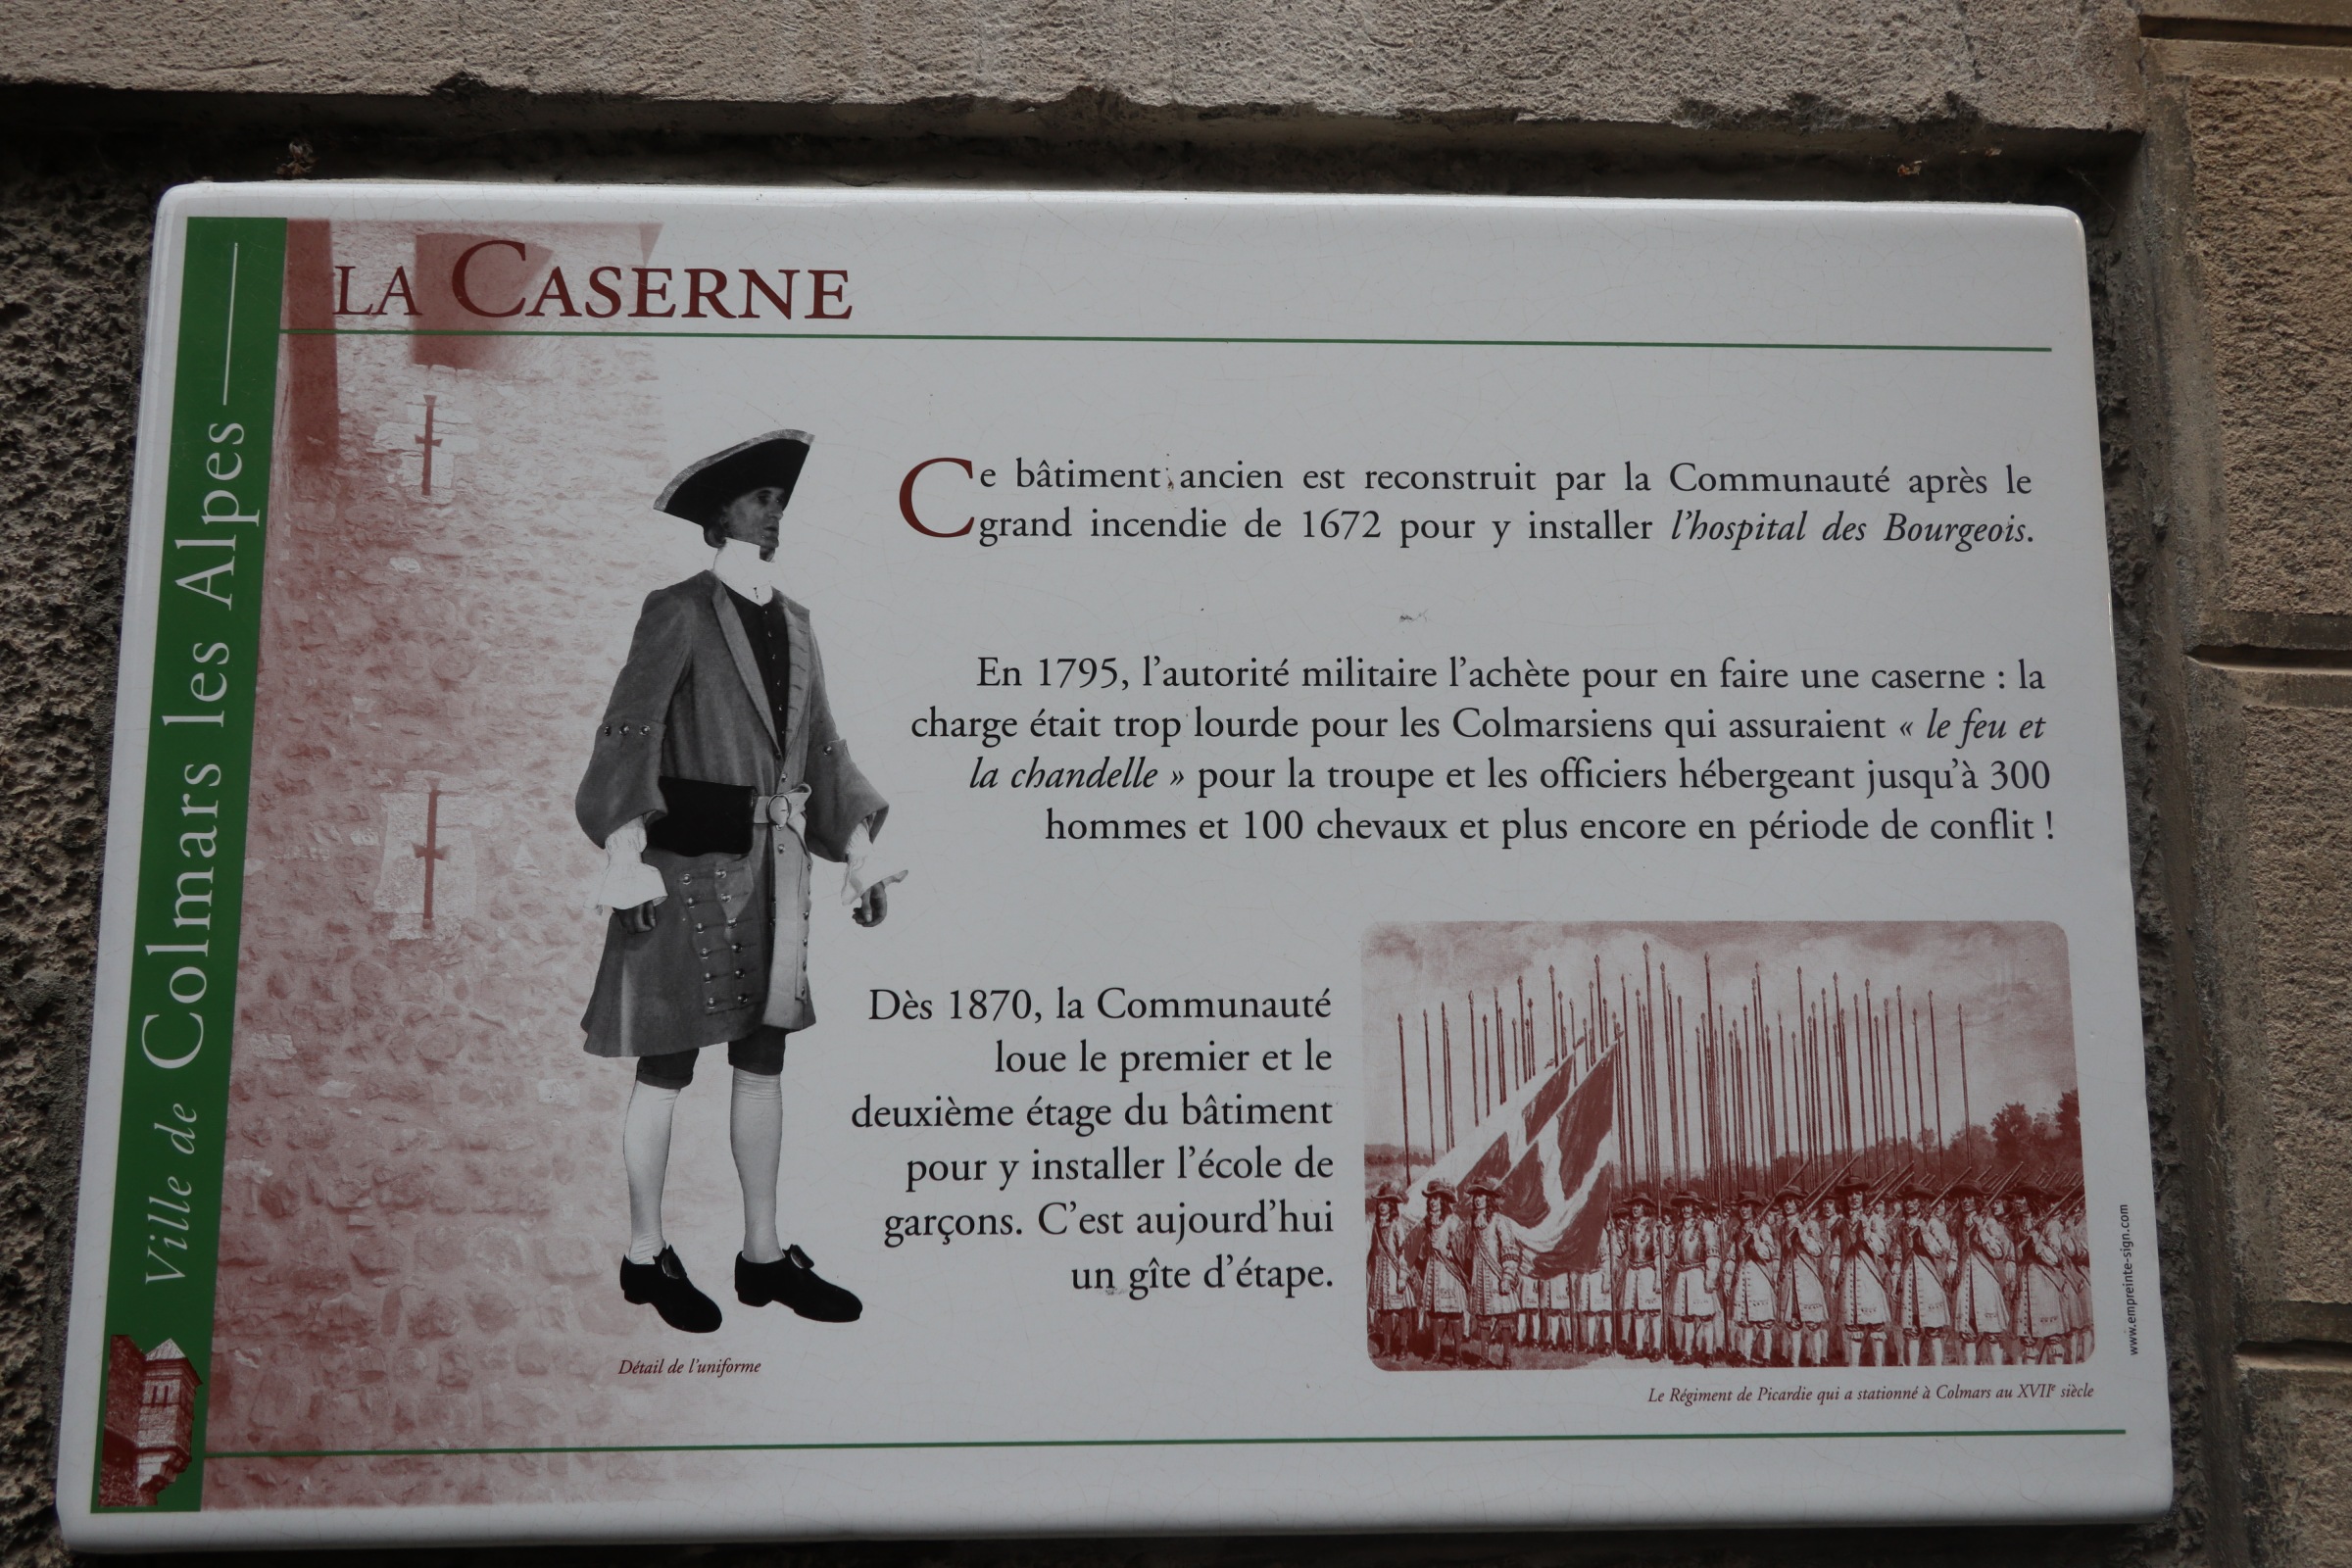 LA CASERNE
Ville de Colmars les Alpes
Ce bâtiment ancien est reconstruit par la Communauté après le
grand incendie de 1672 pour y installer l'hospital des Bourgeois.
En 1795, l'autorité militaire l'achète pour en faire une caserne : la
charge était trop lourde pour les Colmarsiens qui assuraient « le feu et
la chandelle » pour la troupe et les officiers hébergeant jusqu'à 300
hommes et 100 chevaux et plus encore en période de conflit !
Dès 1870, la Communauté
loue le premier et le
deuxième étage du bâtiment
pour y installer l'école de
garçons. C'est aujourd'hui
un gîte d'étape.
Détail de l'uniforme
Le Régiment de Picardie qui a stationné à Colmars au XVIIe siècle
www.empreinte-sign.com